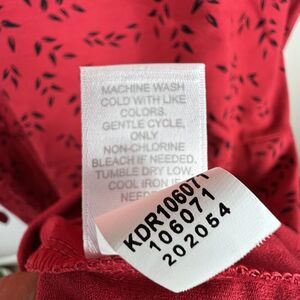 MACHINE WASH
COLD WITH LIKE
COLORS.
GENTLE CYCLE,
ONLY
NON-CHLORINE
BLEACH IF NEEDED.
TUMBLE DRY LOW.
COOL IRON IF
KDR106071
106071
202054